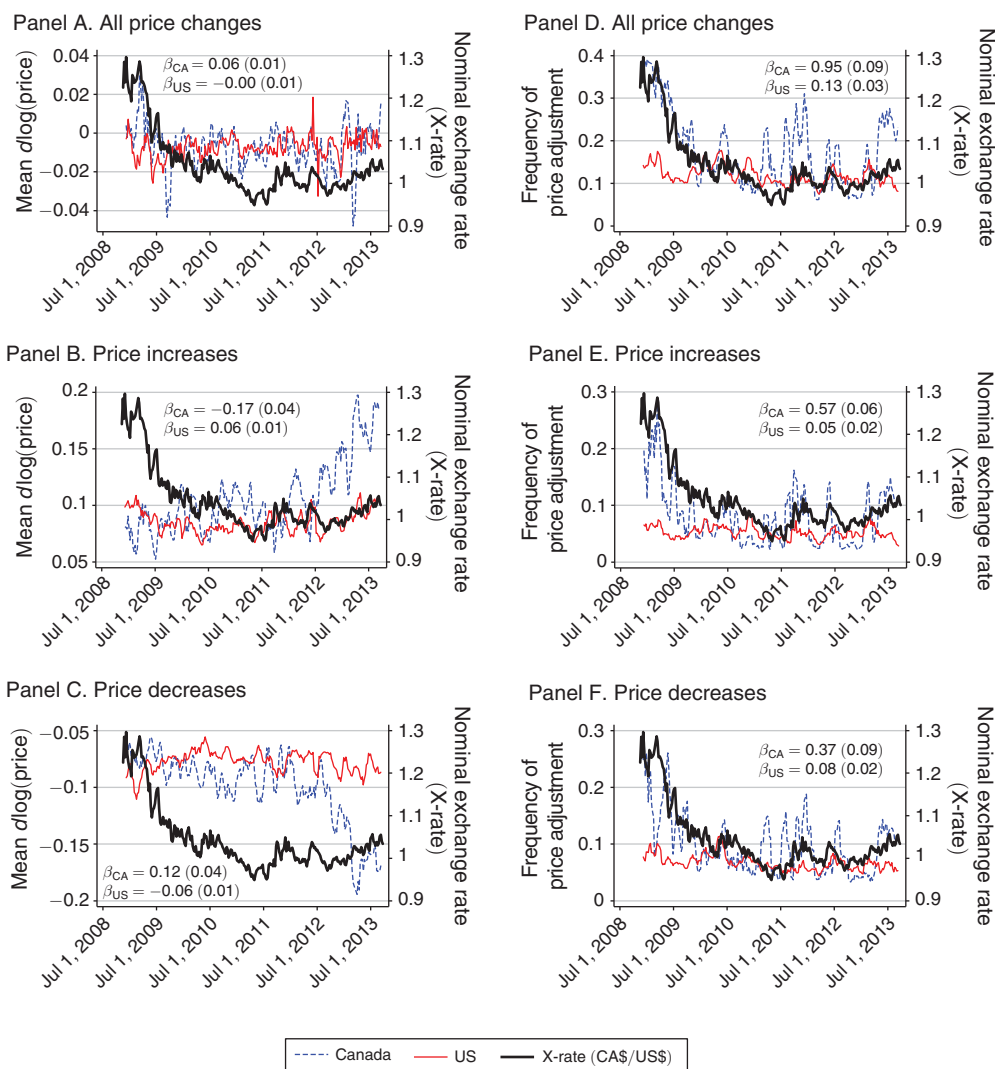 Panel A. All price changes
Mean dlog(price)
0.04
0.02
0
−0.02
−0.04
β_CA = 0.06 (0.01)
β_US = −0.00 (0.01)
1.3
1.2
1.1
1
0.9
Nominal exchange rate
(X-rate)
Jul 1, 2008
Jul 1, 2009
Jul 1, 2010
Jul 1, 2011
Jul 1, 2012
Jul 1, 2013
Panel D. All price changes
Frequency of
price adjustment
0.4
0.3
0.2
0.1
0
β_CA = 0.95 (0.09)
β_US = 0.13 (0.03)
1.3
1.2
1.1
1
0.9
Nominal exchange rate
(X-rate)
Jul 1, 2008
Jul 1, 2009
Jul 1, 2010
Jul 1, 2011
Jul 1, 2012
Jul 1, 2013
Panel B. Price increases
Mean dlog(price)
0.2
0.15
0.1
0.05
β_CA = −0.17 (0.04)
β_US = 0.06 (0.01)
1.3
1.2
1.1
1
0.9
Nominal exchange rate
(X-rate)
Jul 1, 2008
Jul 1, 2009
Jul 1, 2010
Jul 1, 2011
Jul 1, 2012
Jul 1, 2013
Panel E. Price increases
Frequency of
price adjustment
0.3
0.2
0.1
0
β_CA = 0.57 (0.06)
β_US = 0.05 (0.02)
1.3
1.2
1.1
1
0.9
Nominal exchange rate
(X-rate)
Jul 1, 2008
Jul 1, 2009
Jul 1, 2010
Jul 1, 2011
Jul 1, 2012
Jul 1, 2013
Panel C. Price decreases
Mean dlog(price)
−0.05
−0.1
−0.15
−0.2
β_CA = 0.12 (0.04)
β_US = −0.06 (0.01)
1.3
1.2
1.1
1
0.9
Nominal exchange rate
(X-rate)
Jul 1, 2008
Jul 1, 2009
Jul 1, 2010
Jul 1, 2011
Jul 1, 2012
Jul 1, 2013
Panel F. Price decreases
Frequency of
price adjustment
0.3
0.2
0.1
0
β_CA = 0.37 (0.09)
β_US = 0.08 (0.02)
1.3
1.2
1.1
1
0.9
Nominal exchange rate
(X-rate)
Jul 1, 2008
Jul 1, 2009
Jul 1, 2010
Jul 1, 2011
Jul 1, 2012
Jul 1, 2013
Canada US X-rate (CA$/US$)